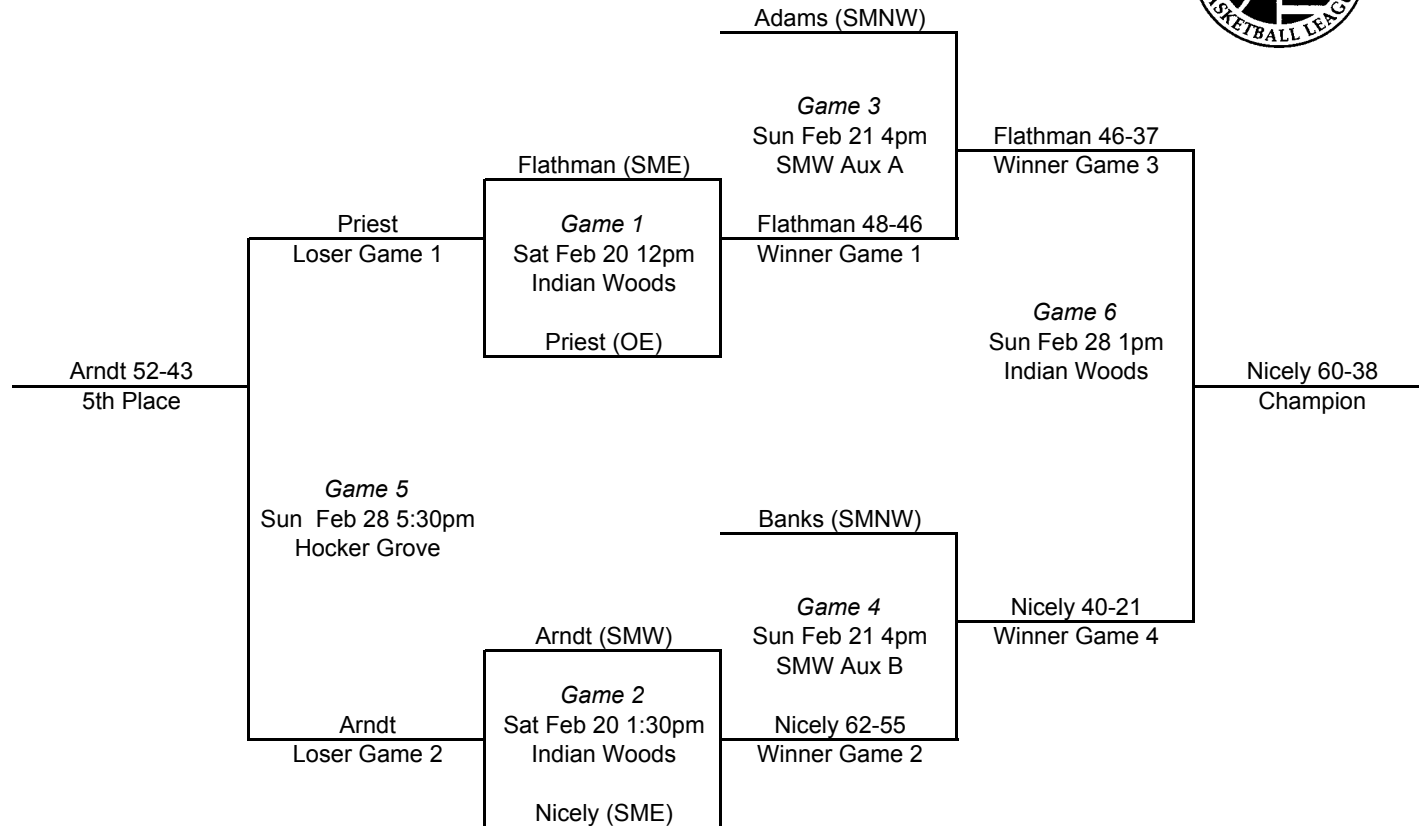 Adams (SMNW)
BASKETBALL LEAGUE
Game 3
Sun Feb 21 4pm
SMW Aux A
Flathman 46-37
Winner Game 3
Flathman (SME)
Priest
Loser Game 1
Game 1
Sat Feb 20 12pm
Indian Woods
Flathman 48-46
Winner Game 1
Priest (OE)
Game 6
Sun Feb 28 1pm
Indian Woods
Arndt 52-43
5th Place
Nicely 60-38
Champion
Game 5
Sun  Feb 28 5:30pm
Hocker Grove
Banks (SMNW)
Game 4
Sun Feb 21 4pm
SMW Aux B
Nicely 40-21
Winner Game 4
Arndt (SMW)
Game 2
Sat Feb 20 1:30pm
Indian Woods
Arndt
Loser Game 2
Nicely 62-55
Winner Game 2
Nicely (SME)